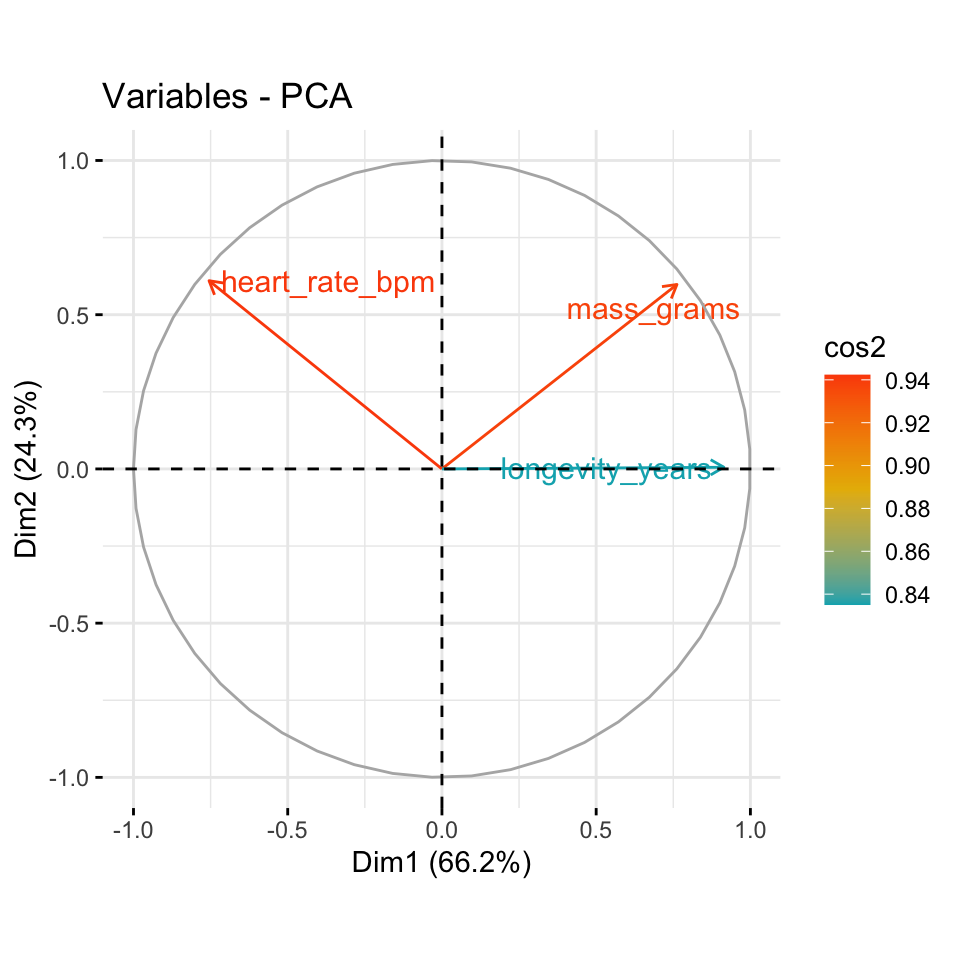 Variables - PCA
1.0
0.5
0.0
-0.5
-1.0
Dim2 (24.3%)
heart_rate_bpm
mass_grams
longevity_years
-1.0
-0.5
0.0
0.5
1.0
Dim1 (66.2%)
cos2
0.94
0.92
0.90
0.88
0.86
0.84